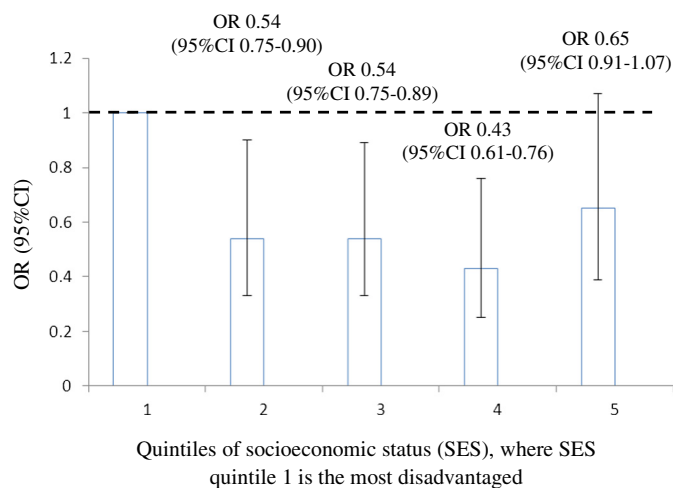 OR 0.54
(95%CI 0.75-0.90)
OR 0.54
(95%CI 0.75-0.89)
OR 0.43
(95%CI 0.61-0.76)
OR 0.65
(95%CI 0.91-1.07)
OR (95%CI)
1.2
1
0.8
0.6
0.4
0.2
0
1 2 3 4 5
Quintiles of socioeconomic status (SES), where SES
quintile 1 is the most disadvantaged